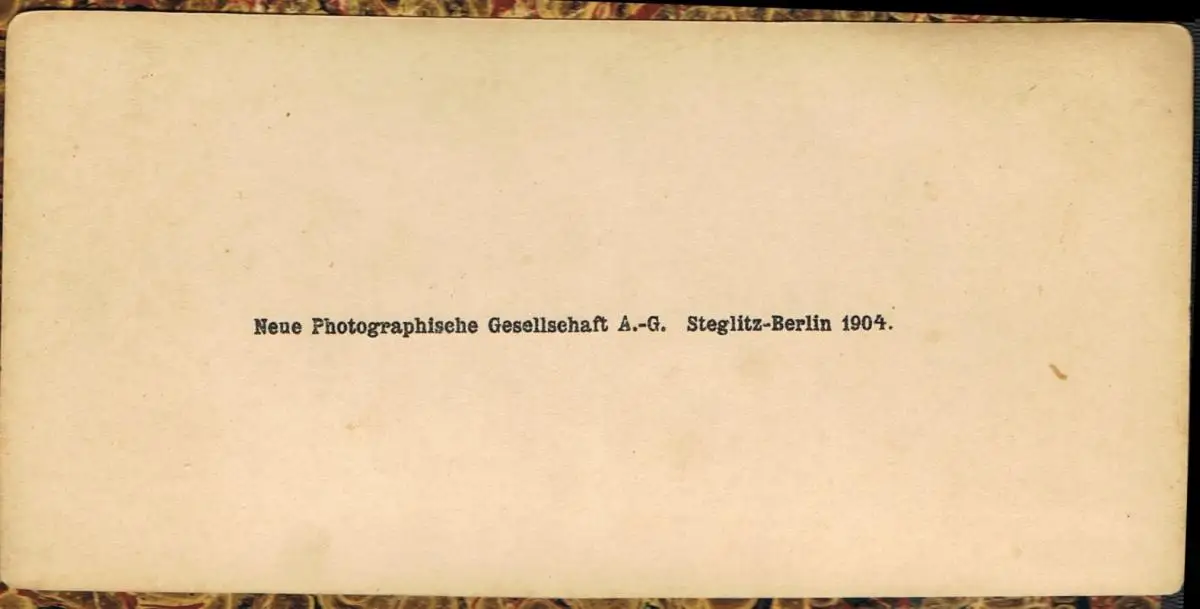 Neue Photographische Gesellschaft A.-G. Steglitz-Berlin 1904.